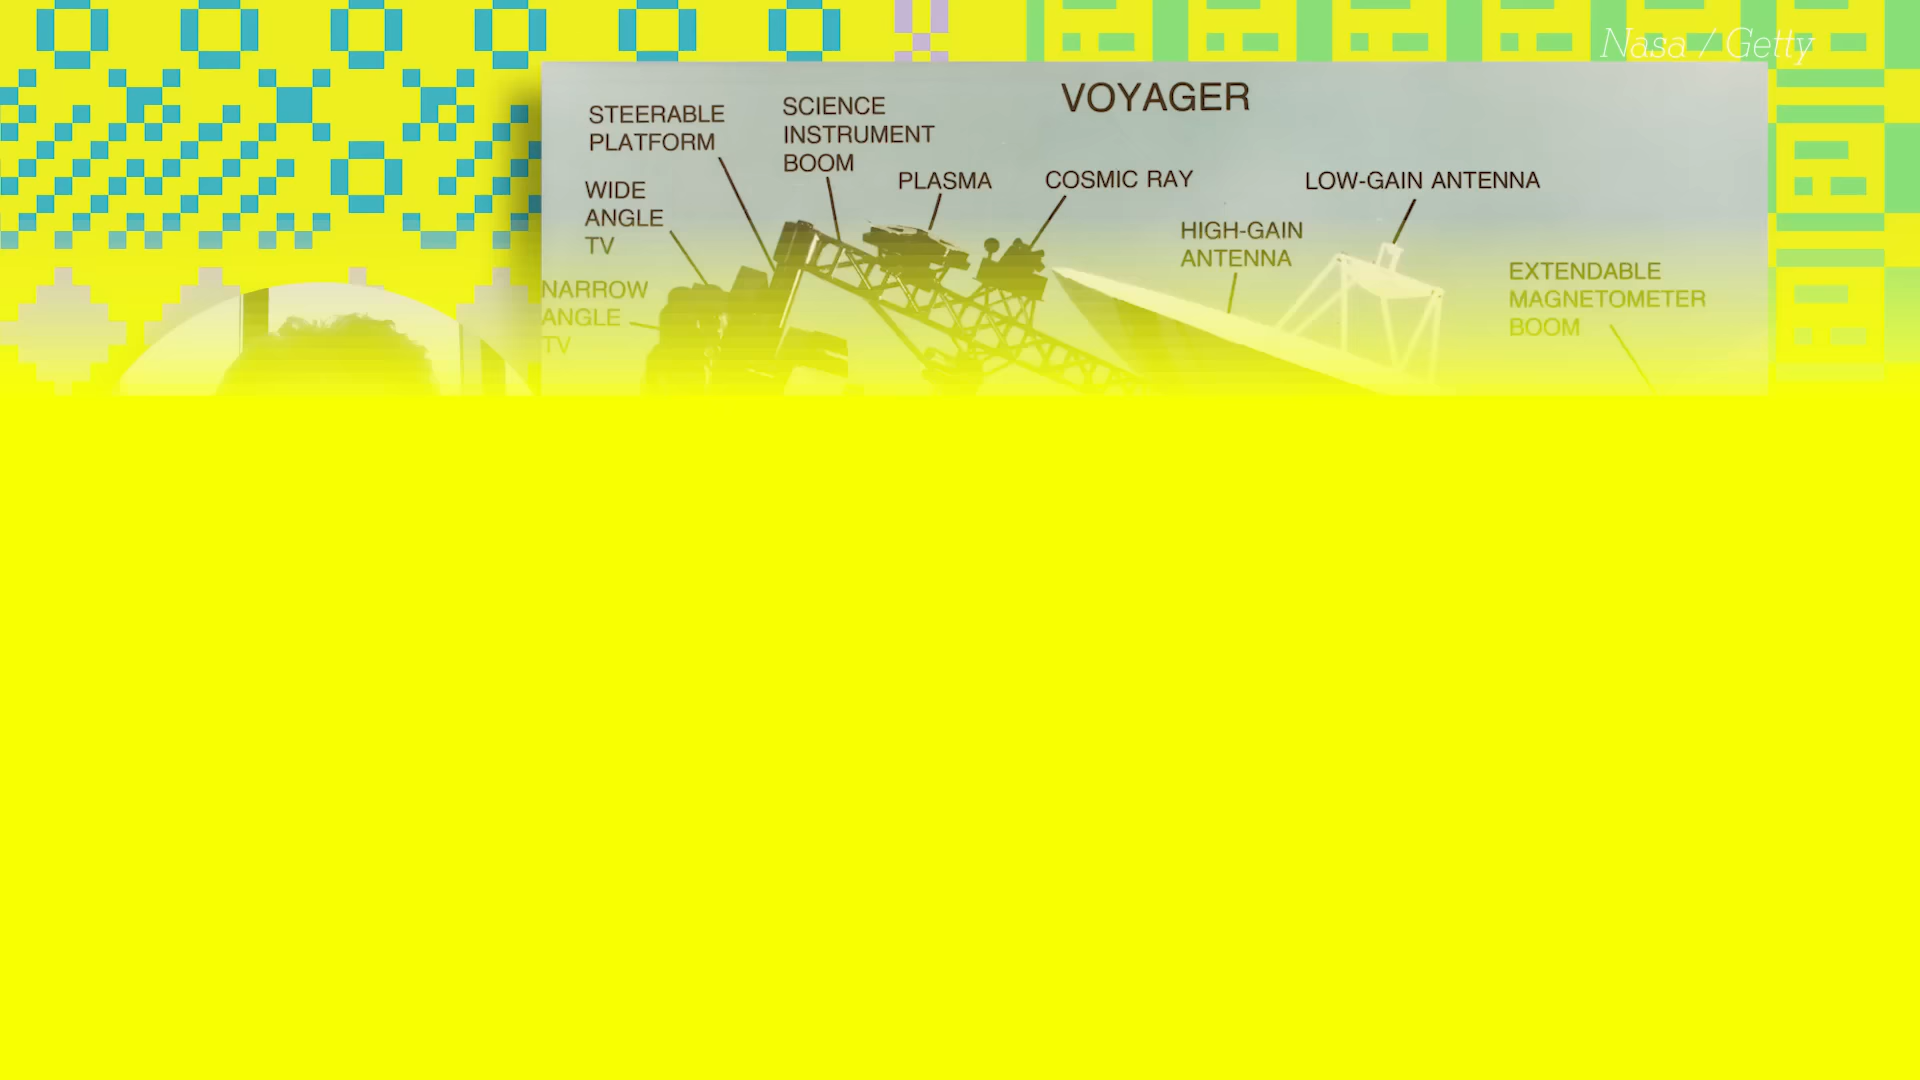 Nasa / Getty
VOYAGER
STEERABLE
PLATFORM
SCIENCE
INSTRUMENT
BOOM
WIDE
ANGLE
TV
PLASMA
COSMIC RAY
LOW-GAIN ANTENNA
HIGH-GAIN
ANTENNA
NARROW
ANGLE
TV
EXTENDABLE
MAGNETOMETER
BOOM